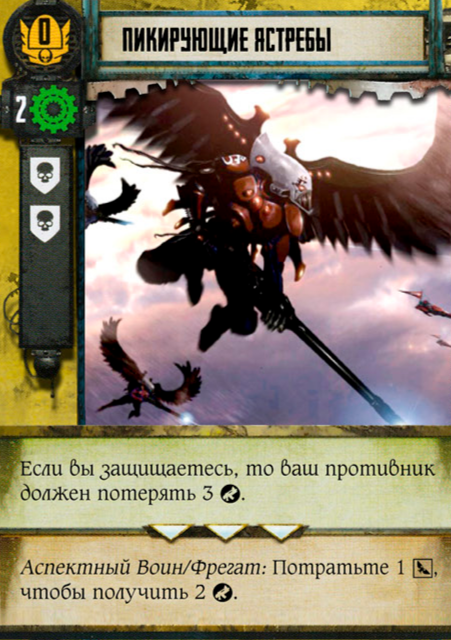 0
ПИКИРУЮЩИЕ ЯСТРЕБЫ
2
Если вы защищаетесь, то ваш противник
должен потерять 3 .
Аспектный Воин/Фрегат: Потратьте 1 ,
чтобы получить 2 .